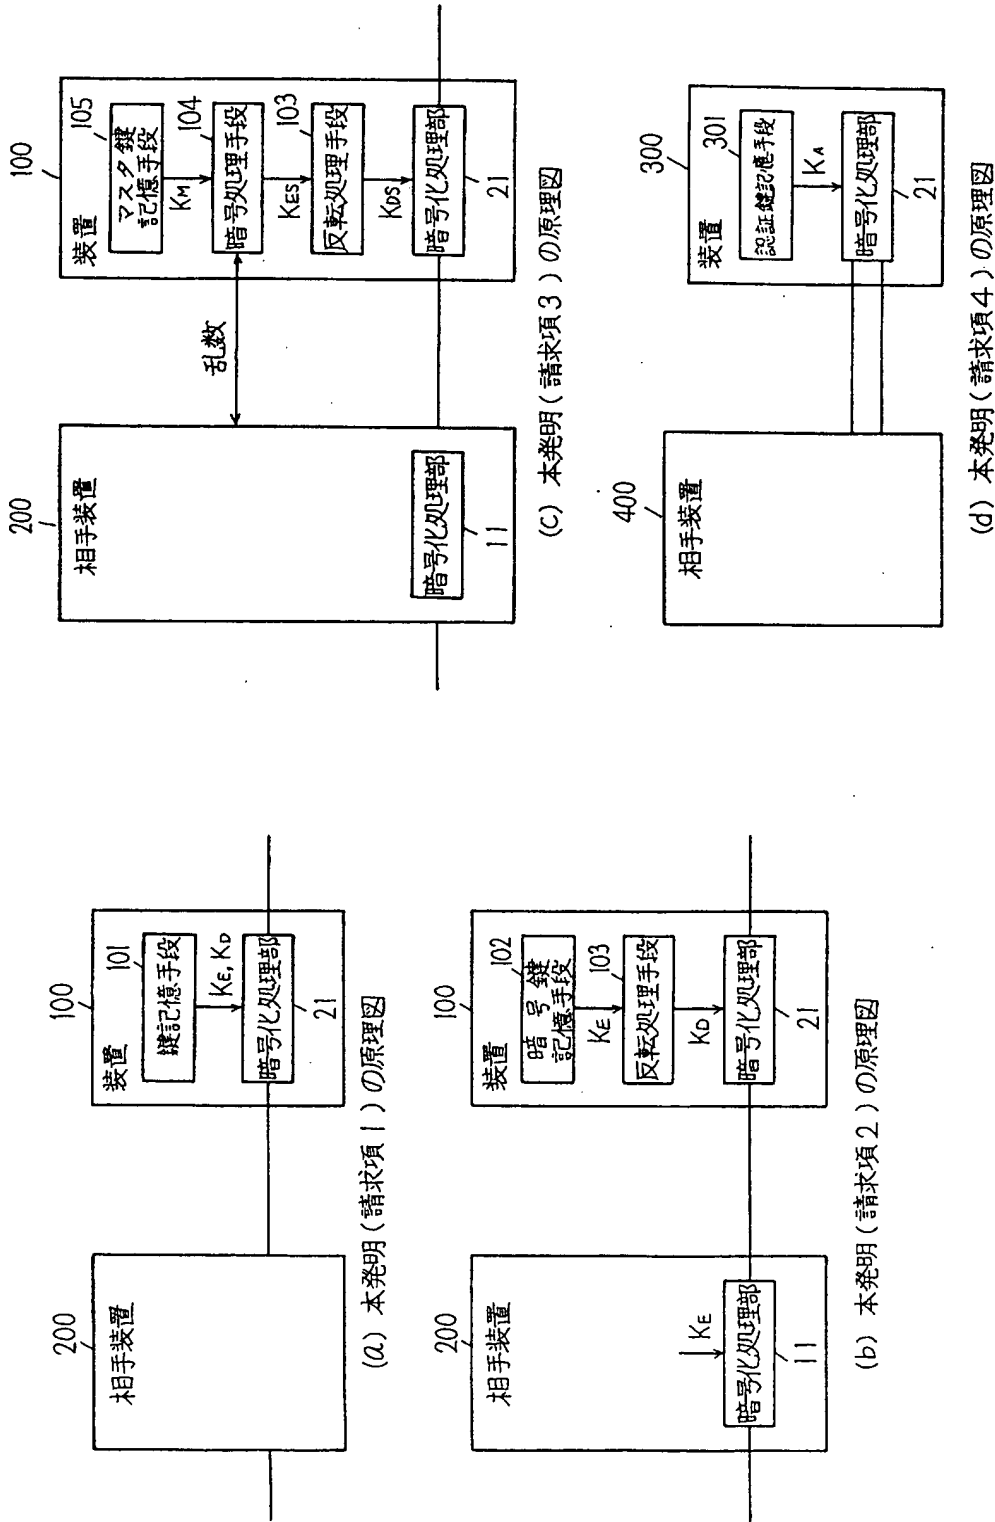 200
相手装置
100
装置
101
鍵記憶手段
KE, KD
暗号化処理部
21
(a) 本発明(請求項1)の原理図
200
相手装置
KE
暗号化処理部
11
100
装置
102
暗号鍵
記憶手段
KE
103
反転処理手段
KD
暗号化処理部
21
(b) 本発明(請求項2)の原理図
200
相手装置
暗号化処理部
11
乱数
100
装置
105
マスタ鍵
記憶手段
KM
104
暗号処理手段
KES
103
反転処理手段
KDS
暗号化処理部
21
(c) 本発明(請求項3)の原理図
400
相手装置
300
装置
301
認証鍵記憶手段
KA
暗号化処理部
21
(d) 本発明(請求項4)の原理図